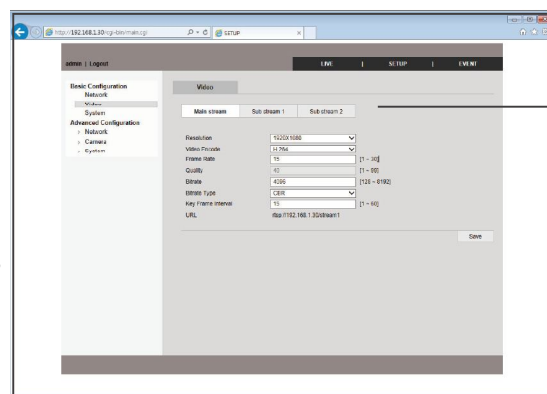 http://192.168.1.30/cgi-bin/main.cgi
SETUP
admin | Logout
LIVE | SETUP | EVENT
Basic Configuration
Network
Video
System
Advanced Configuration
Network
Camera
System
Video
Main stream Sub stream 1 Sub stream 2
Resolution 1920X1080
Video Encode H.264
Frame Rate 15 [1 ~ 30]
Quality 40 [1 ~ 80]
Bitrate 4096 [128 ~ 8192]
Bitrate Type CBR
Key Frame Interval 15 [1 ~ 60]
URL rtsp://192.168.1.30/stream1
Save